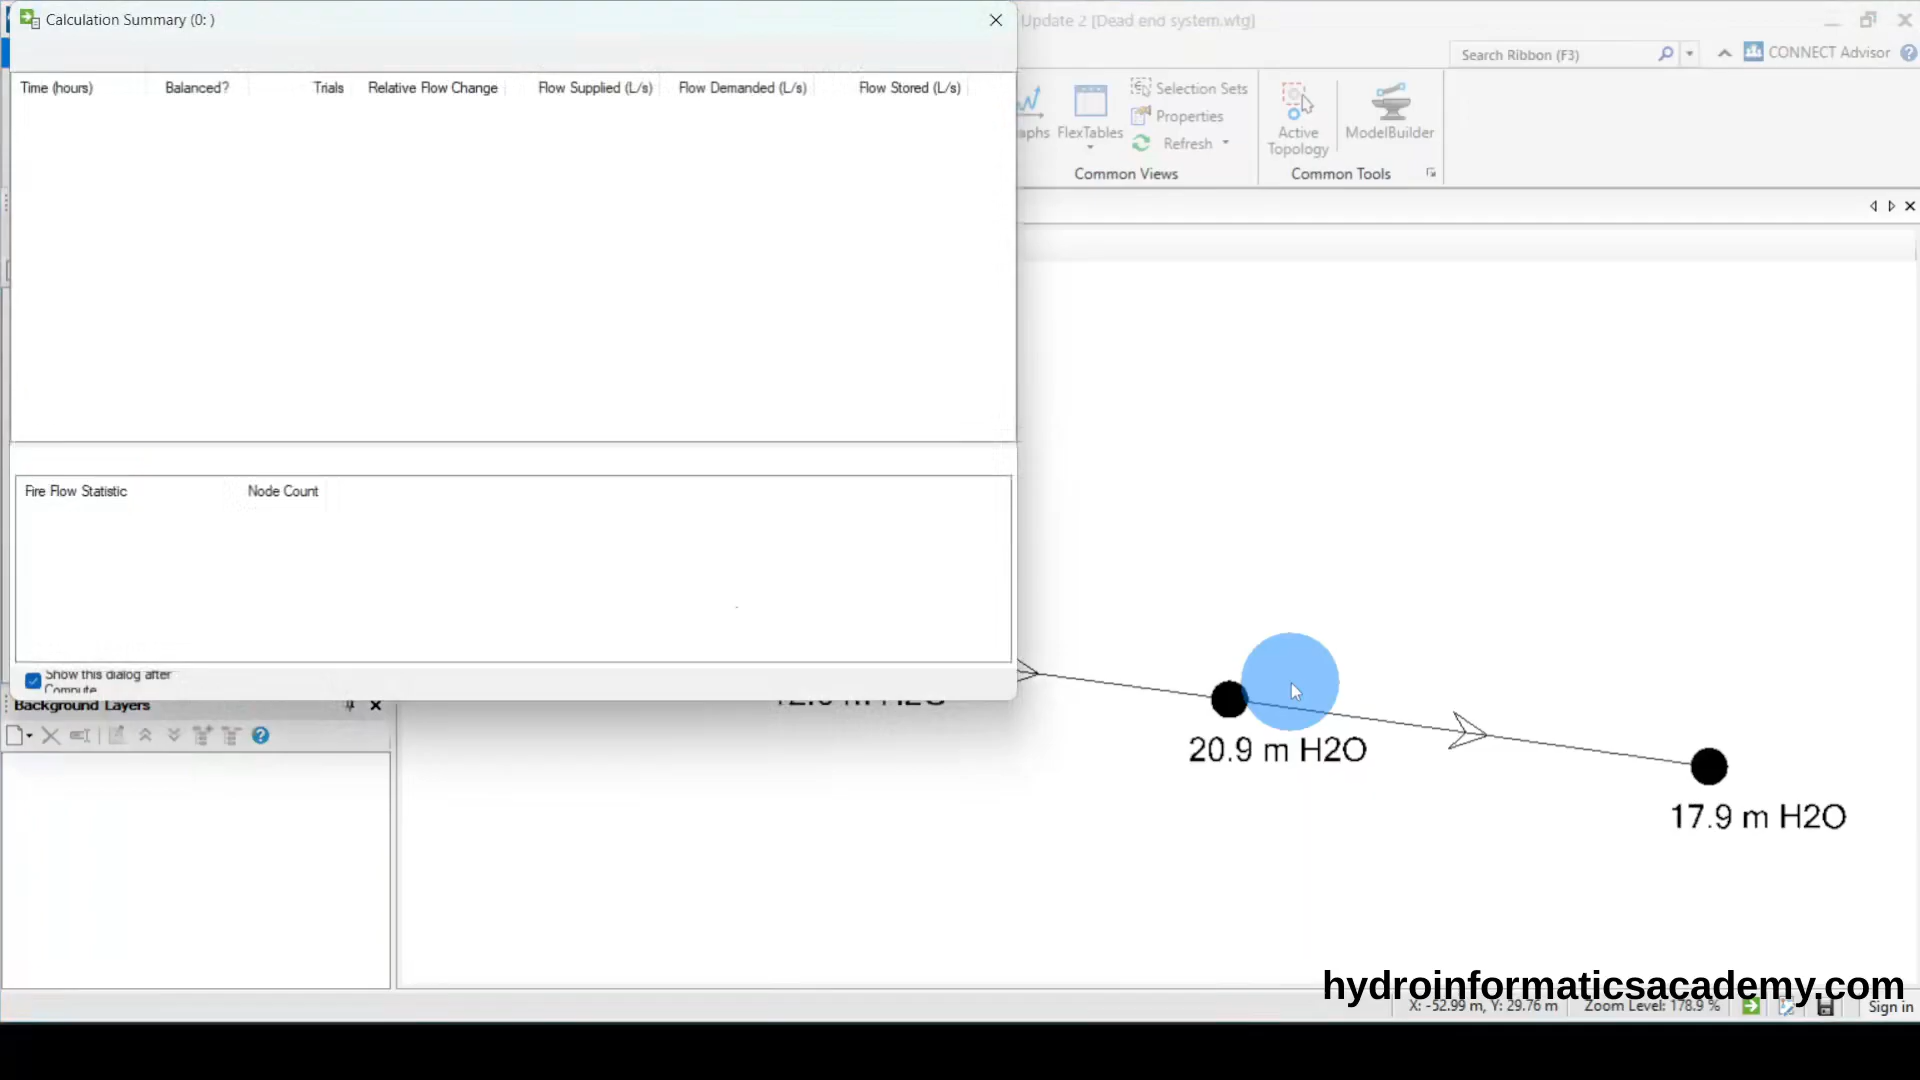 Calculation Summary (0: )
Update 2 [Dead end system.wtg]
Search Ribbon (F3)
CONNECT Advisor
Time (hours) Balanced? Trials Relative Flow Change Flow Supplied (L/s) Flow Demanded (L/s) Flow Stored (L/s)
Selection Sets
Properties
Refresh
FlexTables
Active Topology
ModelBuilder
Common Views
Common Tools
Fire Flow Statistic Node Count
Show this dialog after
Compute
Background Layers
20.9 m H2O
17.9 m H2O
hydroinformaticsacademy.com
X: -52.99 m, Y: 29.76 m Zoom Level: 178.9 % Sign in